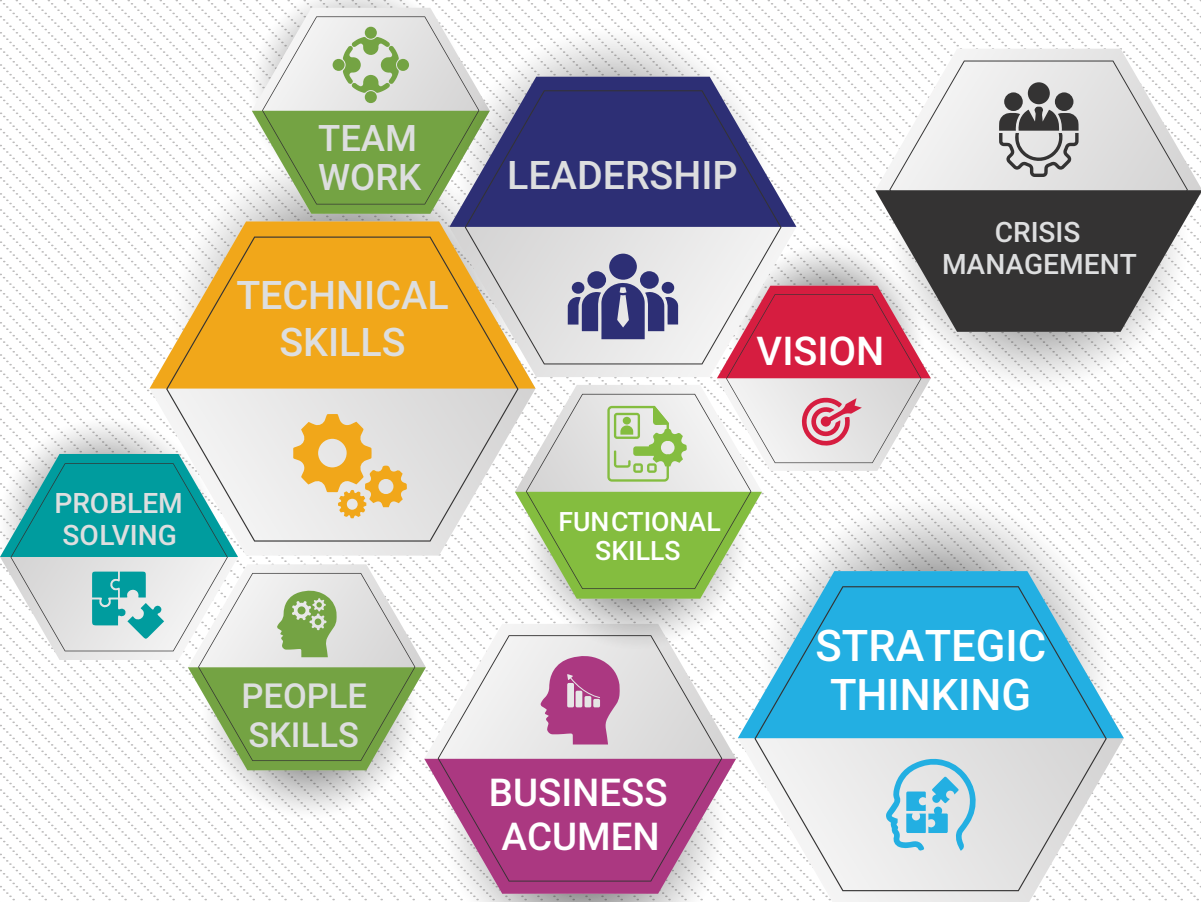 TEAM
WORK
LEADERSHIP
CRISIS
MANAGEMENT
TECHNICAL
SKILLS
VISION
PROBLEM
SOLVING
FUNCTIONAL
SKILLS
PEOPLE
SKILLS
STRATEGIC
THINKING
BUSINESS
ACUMEN